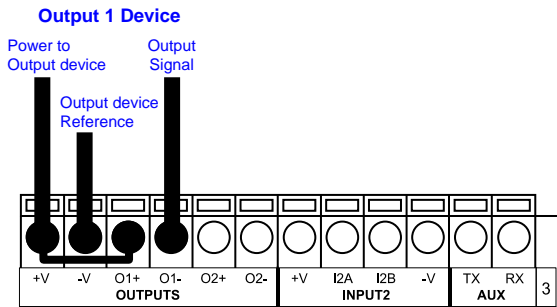 Output 1 Device
Power to
Output device
Output
Signal
Output device
Reference
+V -V O1+ O1- O2+ O2- +V I2A I2B -V TX RX
OUTPUTS INPUT2 AUX 3